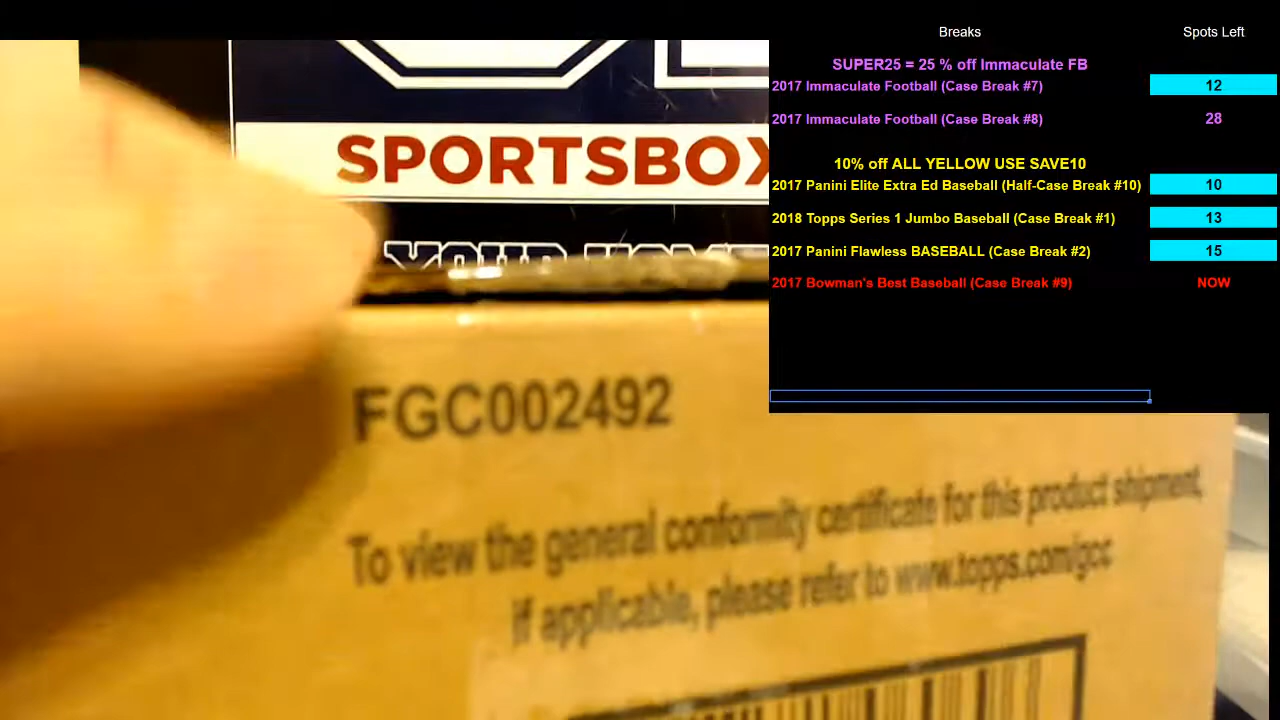 Breaks Spots Left
SUPER25 = 25 % off Immaculate FB
2017 Immaculate Football (Case Break #7) 12
2017 Immaculate Football (Case Break #8) 28
10% off ALL YELLOW USE SAVE10
2017 Panini Elite Extra Ed Baseball (Half-Case Break #10) 10
2018 Topps Series 1 Jumbo Baseball (Case Break #1) 13
2017 Panini Flawless BASEBALL (Case Break #2) 15
2017 Bowman's Best Baseball (Case Break #9) NOW
SPORTSBOX
YOUR HOME
FGC002492
To view the general conformity certificate for this product shipment,
if applicable, please refer to www.topps.com/gcc